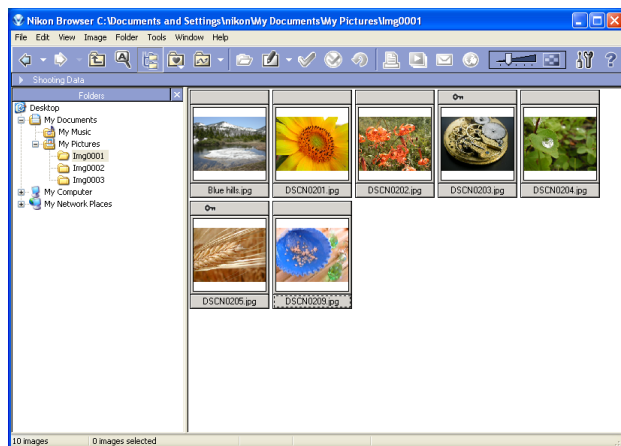 Nikon Browser C:\Documents and Settings\nikon\My Documents\My Pictures\Img0001
File Edit View Image Folder Tools Window Help
Shooting Data
Folders
Desktop
My Documents
My Music
My Pictures
Img0001
Img0002
Img0003
My Computer
My Network Places
Blue hills.jpg DSCN0201.jpg DSCN0202.jpg DSCN0203.jpg DSCN0204.jpg
DSCN0205.jpg DSCN0209.jpg
10 images 0 images selected